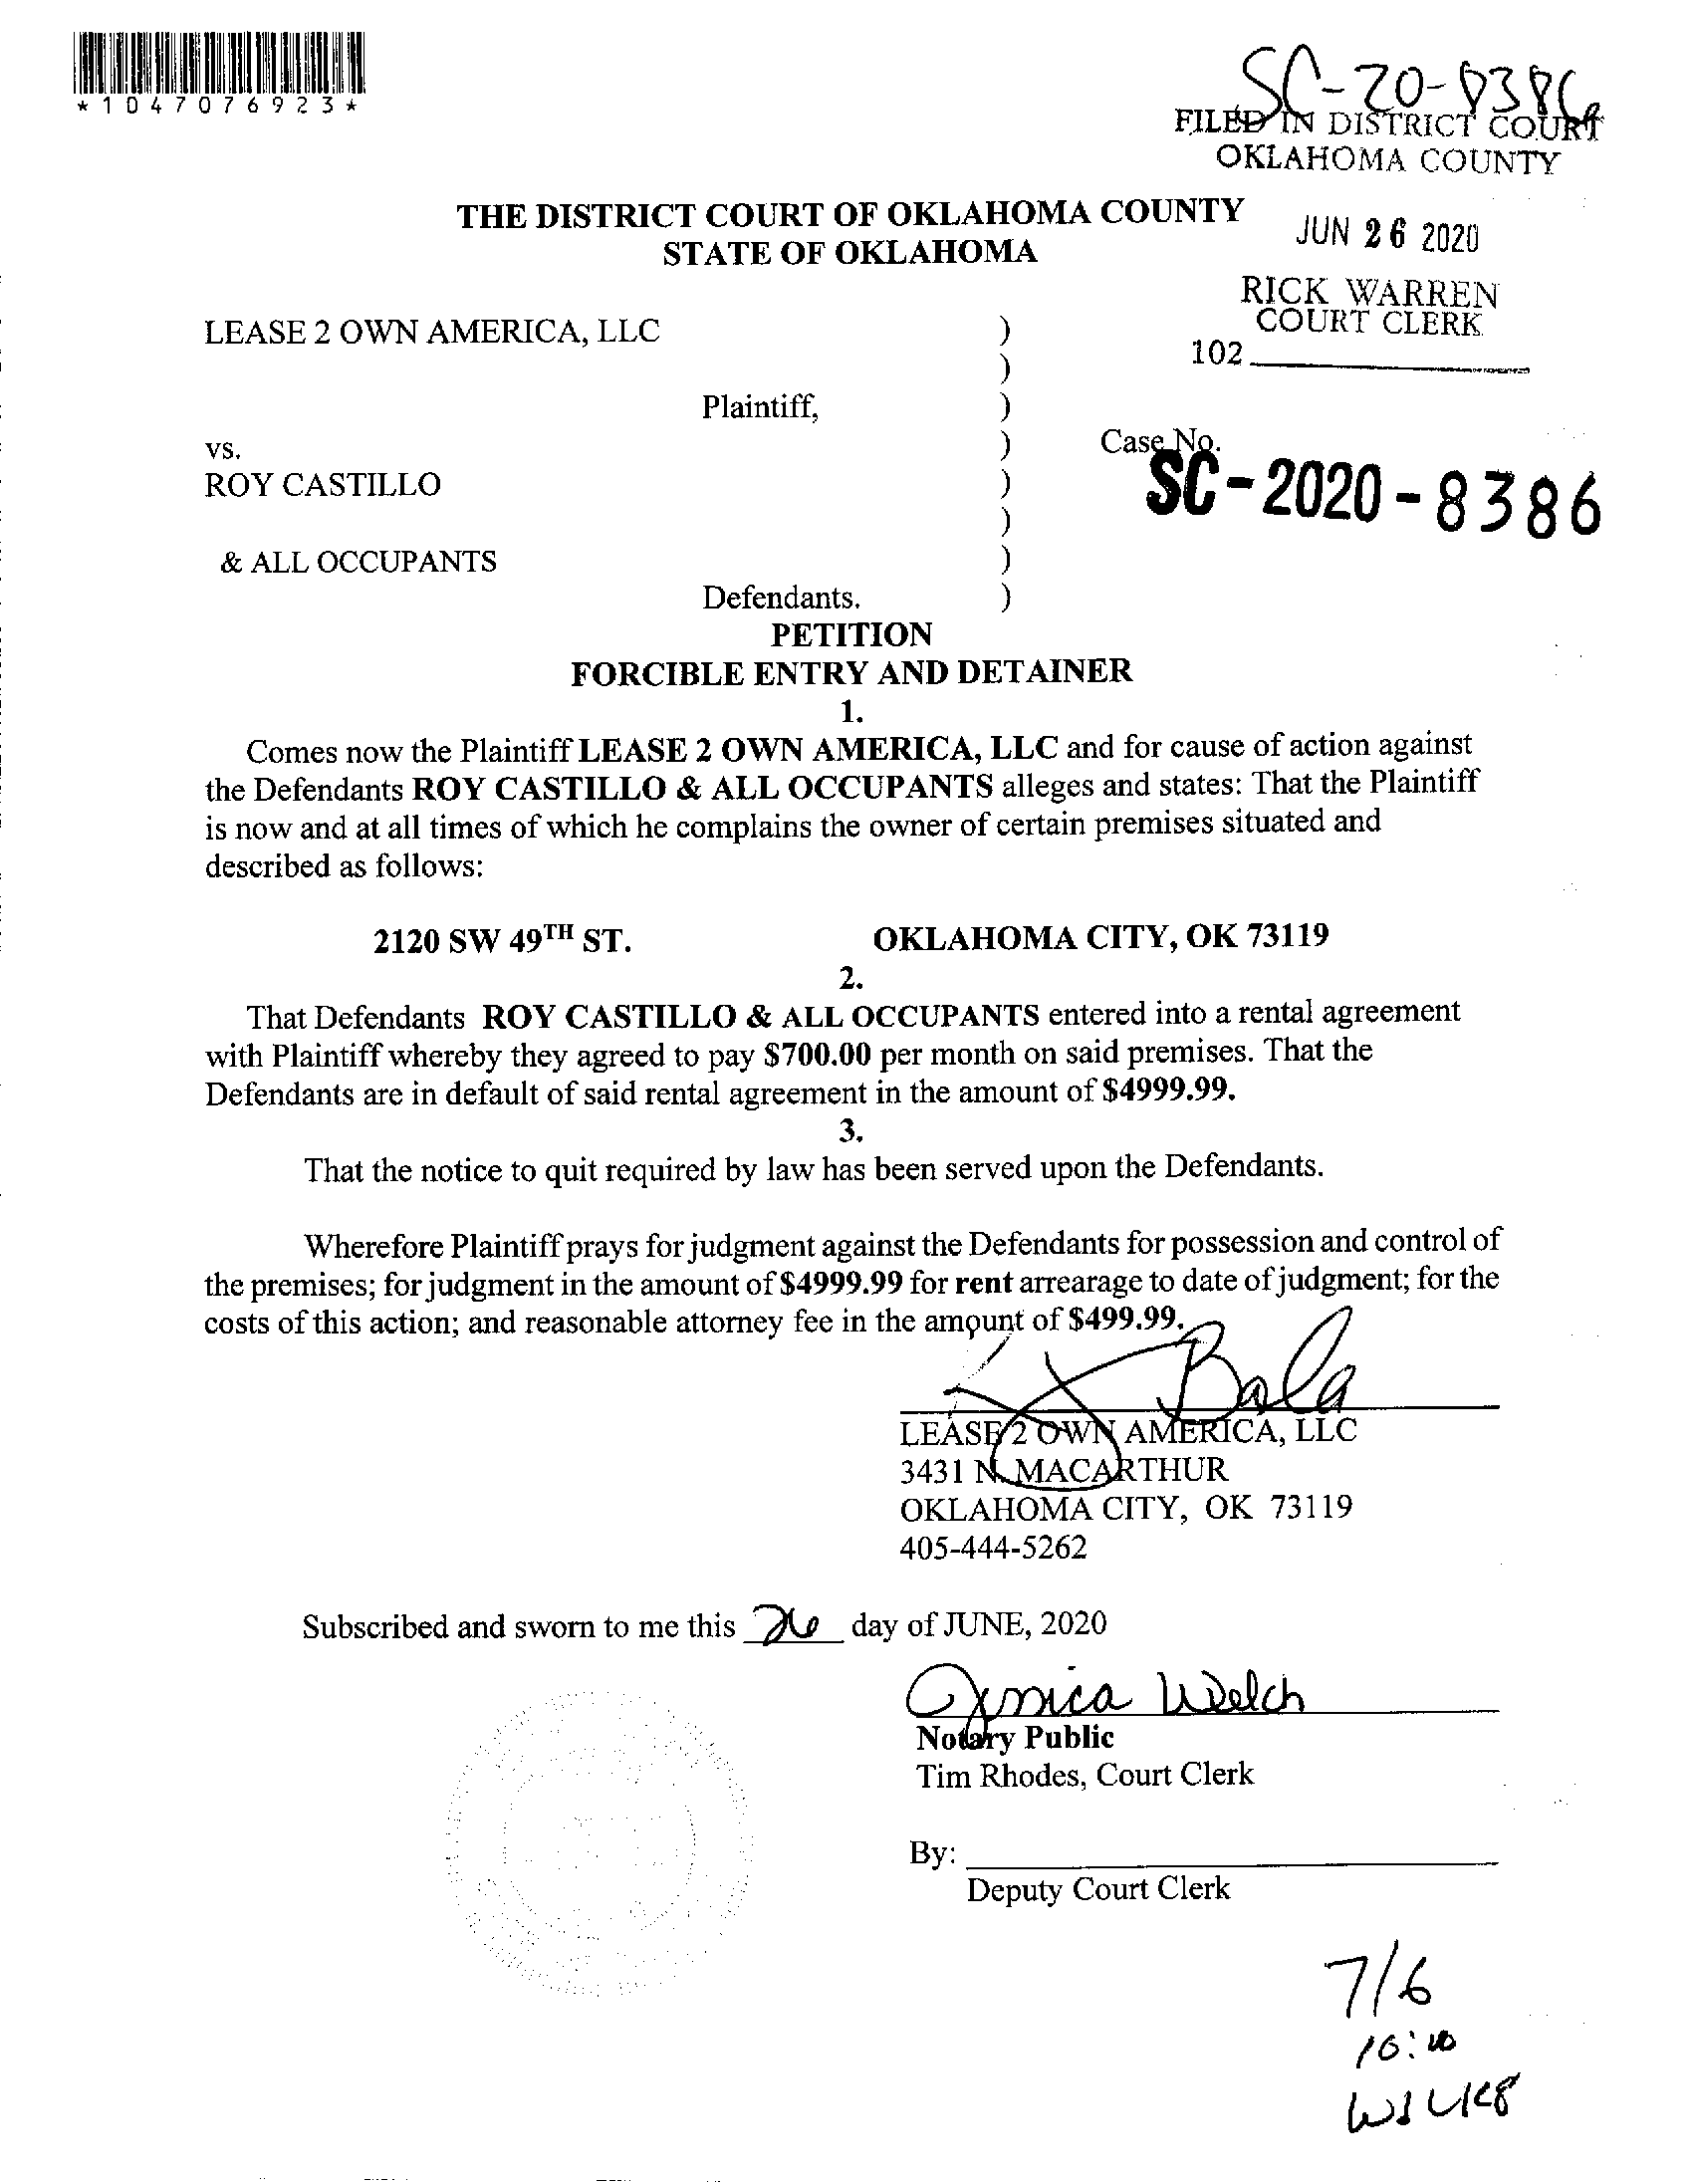 *1047076923*
SC-20-8386
FILED IN DISTRICT COURT
OKLAHOMA COUNTY
THE DISTRICT COURT OF OKLAHOMA COUNTY
STATE OF OKLAHOMA
JUN 26 2020
RICK WARREN
COURT CLERK
102
LEASE 2 OWN AMERICA, LLC )
)
Plaintiff, )
vs. )
Case No.
ROY CASTILLO )
SC-2020-8386
)
& ALL OCCUPANTS )
Defendants. )
PETITION
FORCIBLE ENTRY AND DETAINER
1.
Comes now the Plaintiff LEASE 2 OWN AMERICA, LLC and for cause of action against
the Defendants ROY CASTILLO & ALL OCCUPANTS alleges and states: That the Plaintiff
is now and at all times of which he complains the owner of certain premises situated and
described as follows:
2120 SW 49TH ST. OKLAHOMA CITY, OK 73119
2.
That Defendants ROY CASTILLO & ALL OCCUPANTS entered into a rental agreement
with Plaintiff whereby they agreed to pay $700.00 per month on said premises. That the
Defendants are in default of said rental agreement in the amount of $4999.99.
3.
That the notice to quit required by law has been served upon the Defendants.
Wherefore Plaintiff prays for judgment against the Defendants for possession and control of
the premises; for judgment in the amount of $4999.99 for rent arrearage to date of judgment; for the
costs of this action; and reasonable attorney fee in the amount of $499.99.
Bala
LEASE 2 OWN AMERICA, LLC
3431 N. MACARTHUR
OKLAHOMA CITY, OK 73119
405-444-5262
Subscribed and sworn to me this 26 day of JUNE, 2020
Welch
Notary Public
Tim Rhodes, Court Clerk
By:
Deputy Court Clerk
7/6